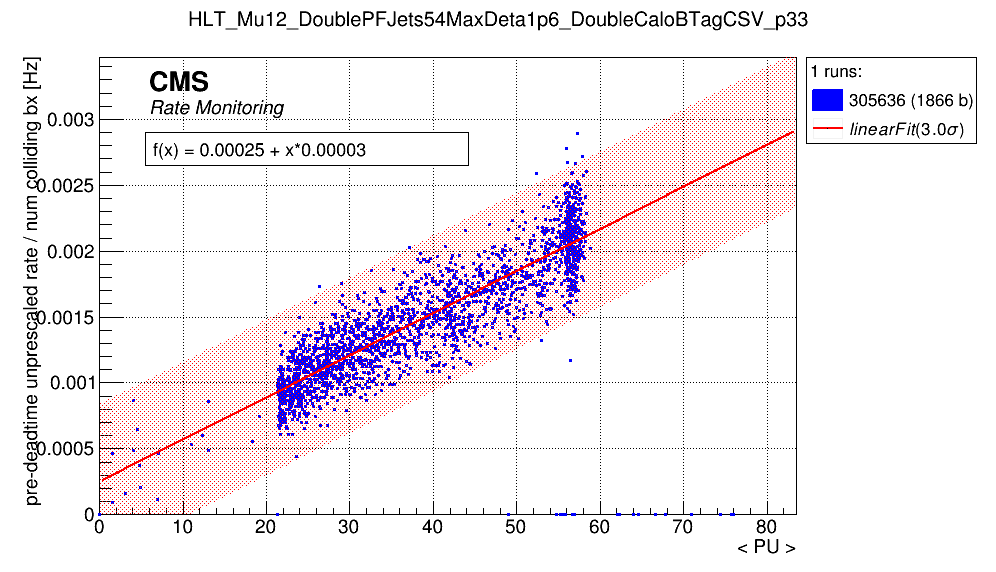 HLT_Mu12_DoublePFJets54MaxDeta1p6_DoubleCaloBTagCSV_p33
pre-deadtime unprescaled rate / num colliding bx [Hz]
CMS
Rate Monitoring
f(x) = 0.00025 + x*0.00003
1 runs:
305636 (1866 b)
linearFit(3.0σ)
0.003
0.0025
0.002
0.0015
0.001
0.0005
0
0 10 20 30 40 50 60 70 80
< PU >